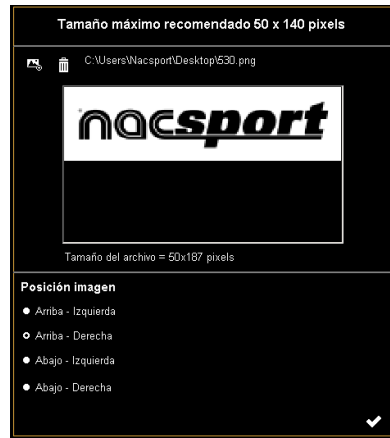 Tamaño máximo recomendado 50 x 140 pixels
C:\Users\Nacsport\Desktop\530.png
nacsport
Tamaño del archivo = 50x187 pixels
Posición imagen
Arriba - Izquierda
Arriba - Derecha
Abajo - Izquierda
Abajo - Derecha